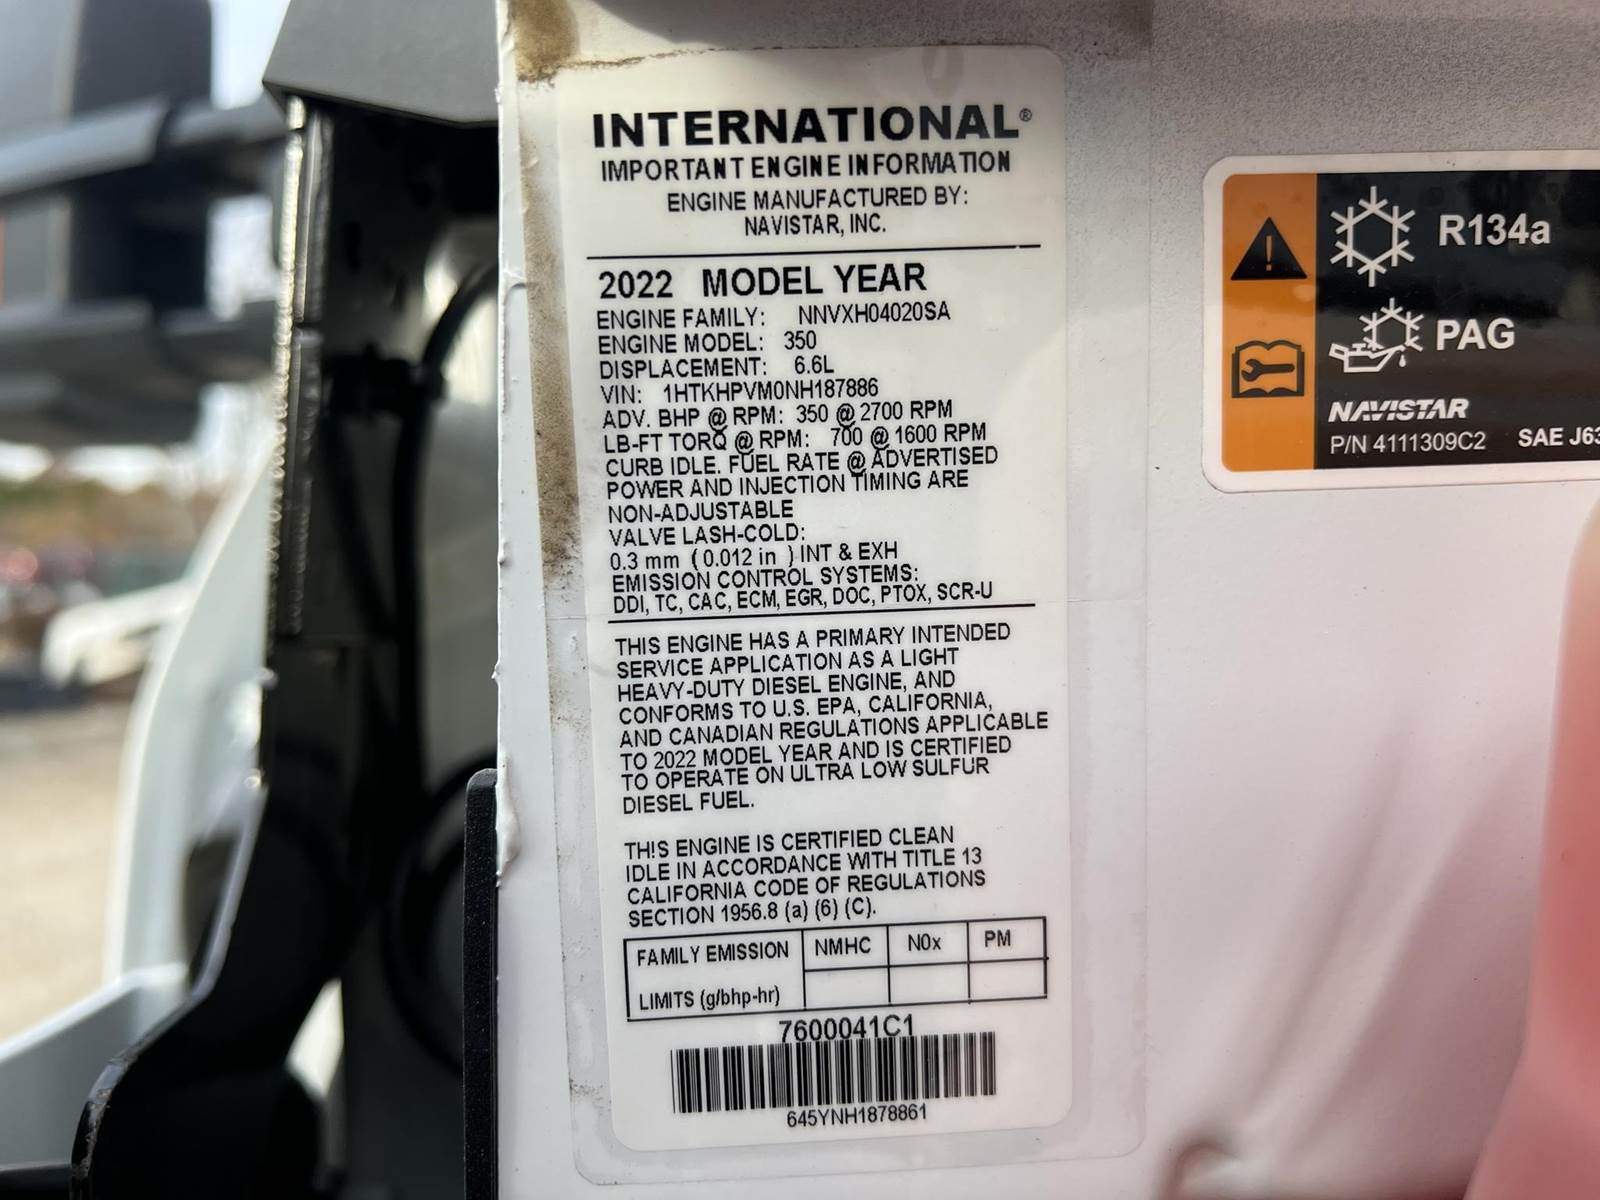 INTERNATIONAL®
IMPORTANT ENGINE INFORMATION
ENGINE MANUFACTURED BY:
NAVISTAR, INC.
2022 MODEL YEAR
ENGINE FAMILY: NNVXH04020SA
ENGINE MODEL: 350
DISPLACEMENT: 6.6L
VIN: 1HTKHPVM0NH187886
ADV. BHP @ RPM: 350 @ 2700 RPM
LB-FT TORQ @ RPM: 700 @ 1600 RPM
CURB IDLE. FUEL RATE @ ADVERTISED
POWER AND INJECTION TIMING ARE
NON-ADJUSTABLE
VALVE LASH-COLD:
0.3 mm (0.012 in ) INT & EXH
EMISSION CONTROL SYSTEMS:
DDI, TC, CAC, ECM, EGR, DOC, PTOX, SCR-U
THIS ENGINE HAS A PRIMARY INTENDED
SERVICE APPLICATION AS A LIGHT
HEAVY-DUTY DIESEL ENGINE, AND
CONFORMS TO U.S. EPA, CALIFORNIA,
AND CANADIAN REGULATIONS APPLICABLE
TO 2022 MODEL YEAR AND IS CERTIFIED
TO OPERATE ON ULTRA LOW SULFUR
DIESEL FUEL.
THIS ENGINE IS CERTIFIED CLEAN
IDLE IN ACCORDANCE WITH TITLE 13
CALIFORNIA CODE OF REGULATIONS
SECTION 1956.8 (a) (6) (C).
FAMILY EMISSION NMHC N0x PM
LIMITS (g/bhp-hr)
7600041C1
645YNH1878861
R134a
PAG
NAVISTAR
P/N 4111309C2 SAE